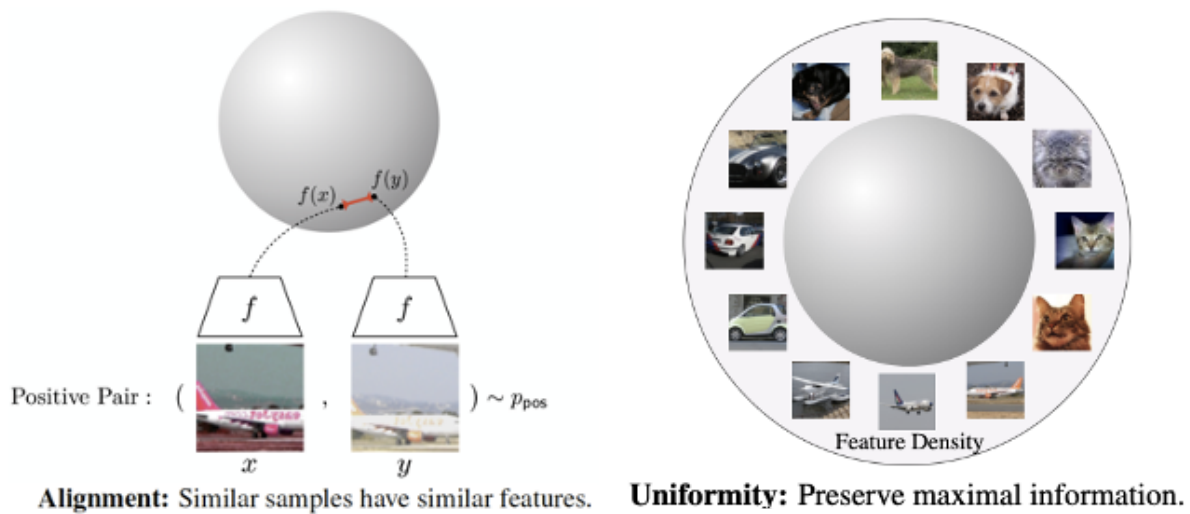 f(x)
f(y)
f
f
Positive Pair : ( , ) ∼ p_pos
x
y
Alignment: Similar samples have similar features.
Feature Density
Uniformity: Preserve maximal information.